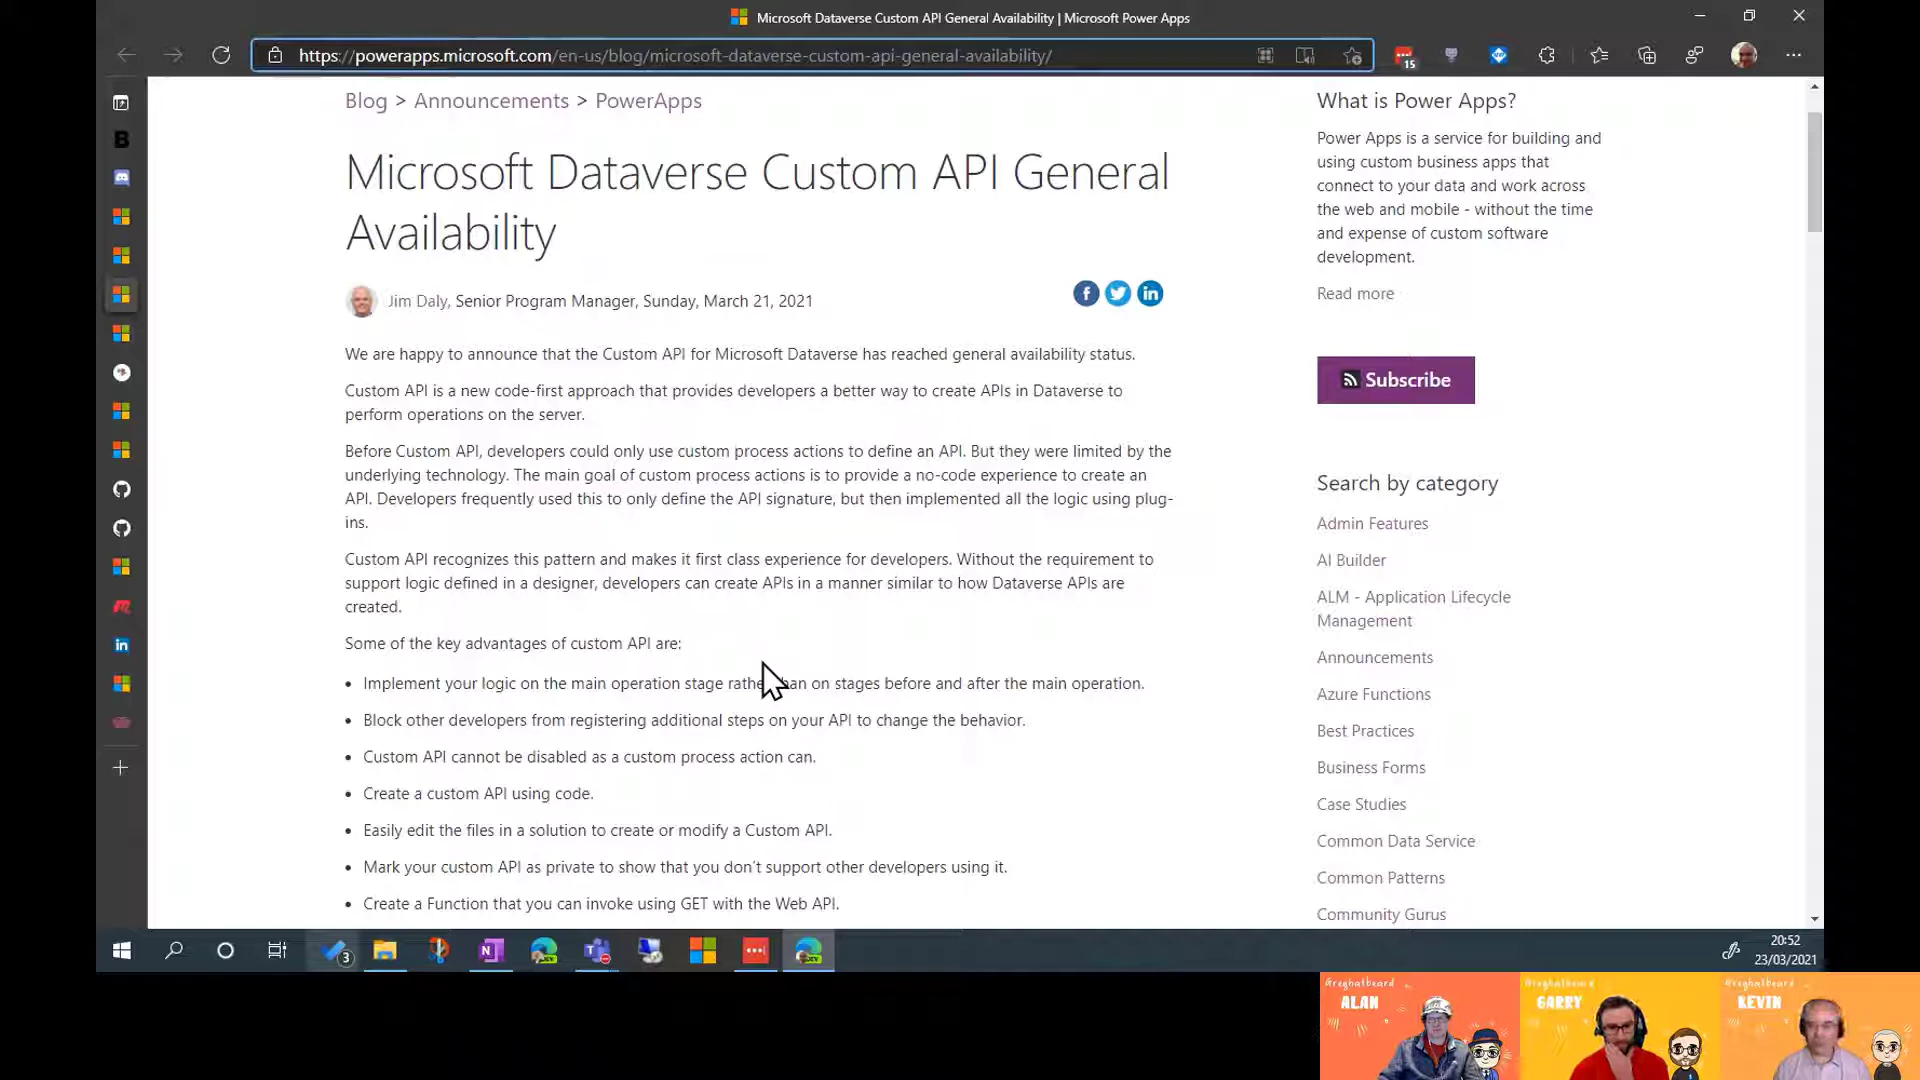 Microsoft Dataverse Custom API General Availability | Microsoft Power Apps
https://powerapps.microsoft.com/en-us/blog/microsoft-dataverse-custom-api-general-availability/
15
Blog > Announcements > PowerApps
Microsoft Dataverse Custom API General
Availability
Jim Daly, Senior Program Manager, Sunday, March 21, 2021
We are happy to announce that the Custom API for Microsoft Dataverse has reached general availability status.
Custom API is a new code-first approach that provides developers a better way to create APIs in Dataverse to
perform operations on the server.
Before Custom API, developers could only use custom process actions to define an API. But they were limited by the
underlying technology. The main goal of custom process actions is to provide a no-code experience to create an
API. Developers frequently used this to only define the API signature, but then implemented all the logic using plug-
ins.
Custom API recognizes this pattern and makes it first class experience for developers. Without the requirement to
support logic defined in a designer, developers can create APIs in a manner similar to how Dataverse APIs are
created.
Some of the key advantages of custom API are:
• Implement your logic on the main operation stage rather than on stages before and after the main operation.
• Block other developers from registering additional steps on your API to change the behavior.
• Custom API cannot be disabled as a custom process action can.
• Create a custom API using code.
• Easily edit the files in a solution to create or modify a Custom API.
• Mark your custom API as private to show that you don't support other developers using it.
• Create a Function that you can invoke using GET with the Web API.
What is Power Apps?
Power Apps is a service for building and
using custom business apps that
connect to your data and work across
the web and mobile - without the time
and expense of custom software
development.
Read more
Subscribe
Search by category
Admin Features
AI Builder
ALM - Application Lifecycle
Management
Announcements
Azure Functions
Best Practices
Business Forms
Case Studies
Common Data Service
Common Patterns
Community Gurus
3
20:52
23/03/2021
ALAN
GARRY
KEVIN